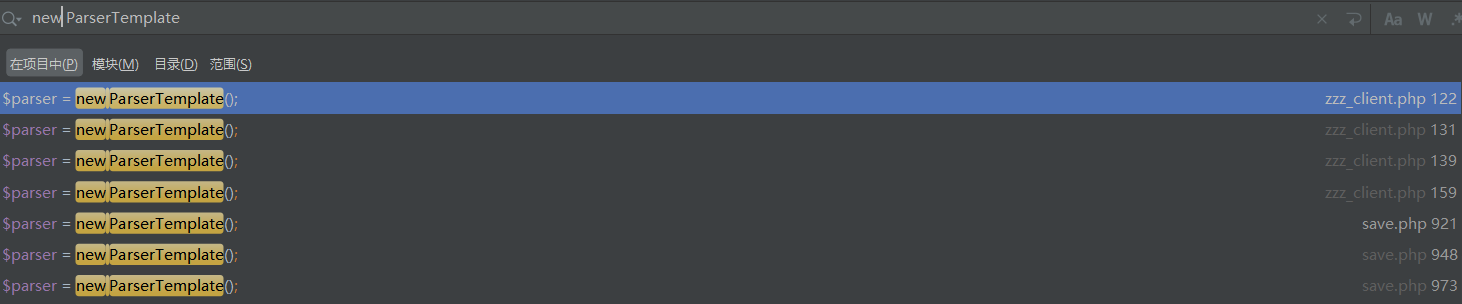 new ParserTemplate
Aa W .*
在项目中(P) 模块(M) 目录(D) 范围(S)
$parser = new ParserTemplate(); zzz_client.php 122
$parser = new ParserTemplate(); zzz_client.php 131
$parser = new ParserTemplate(); zzz_client.php 139
$parser = new ParserTemplate(); zzz_client.php 159
$parser = new ParserTemplate(); save.php 921
$parser = new ParserTemplate(); save.php 948
$parser = new ParserTemplate(); save.php 973